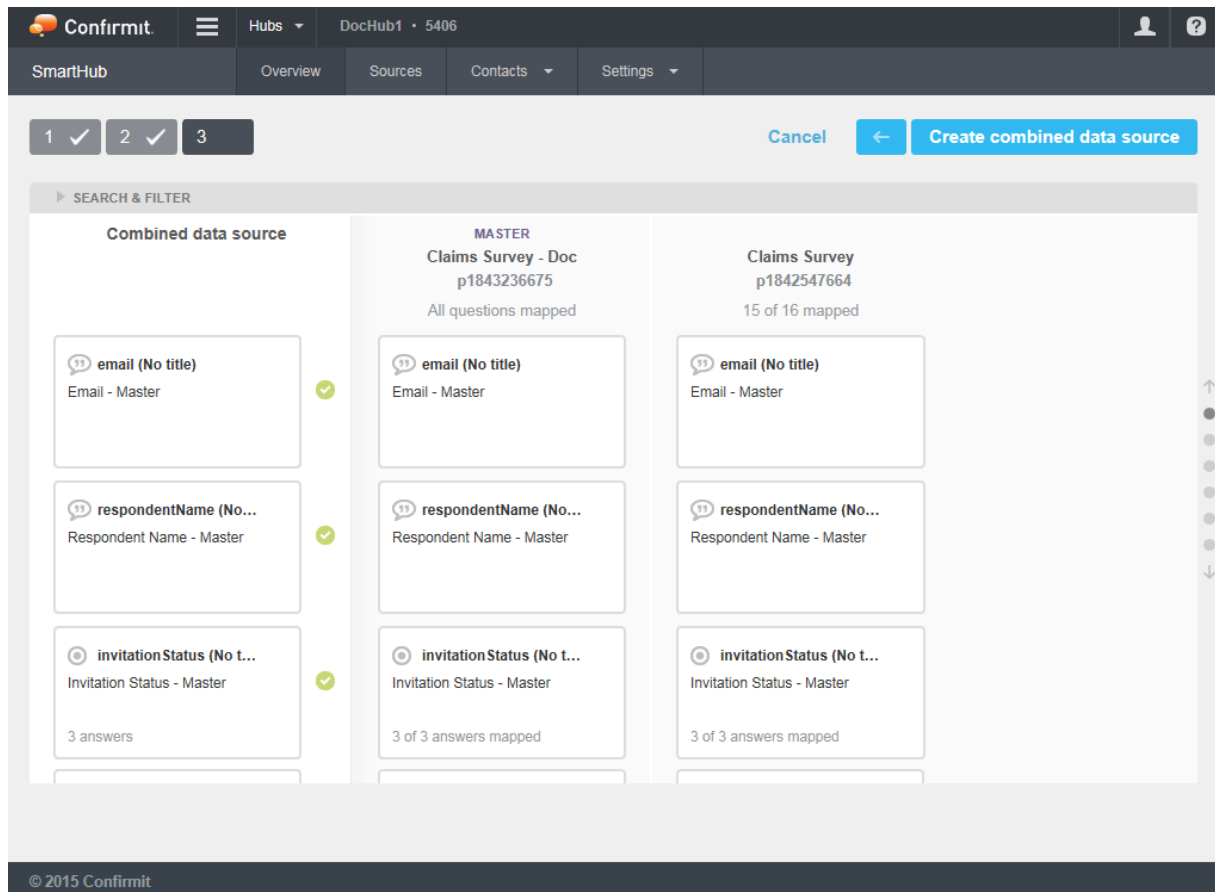 Confirmit. Hubs DocHub1 • 5406 ?
SmartHub Overview Sources Contacts Settings
1 2 3 Cancel ← Create combined data source
SEARCH & FILTER
Combined data source
MASTER
Claims Survey - Doc
p1843236675
All questions mapped
Claims Survey
p1842547664
15 of 16 mapped
email (No title)
Email - Master
email (No title)
Email - Master
email (No title)
Email - Master
respondentName (No...
Respondent Name - Master
respondentName (No...
Respondent Name - Master
respondentName (No...
Respondent Name - Master
invitationStatus (No t...
Invitation Status - Master
3 answers
invitationStatus (No t...
Invitation Status - Master
3 of 3 answers mapped
invitationStatus (No t...
Invitation Status - Master
3 of 3 answers mapped
© 2015 Confirmit